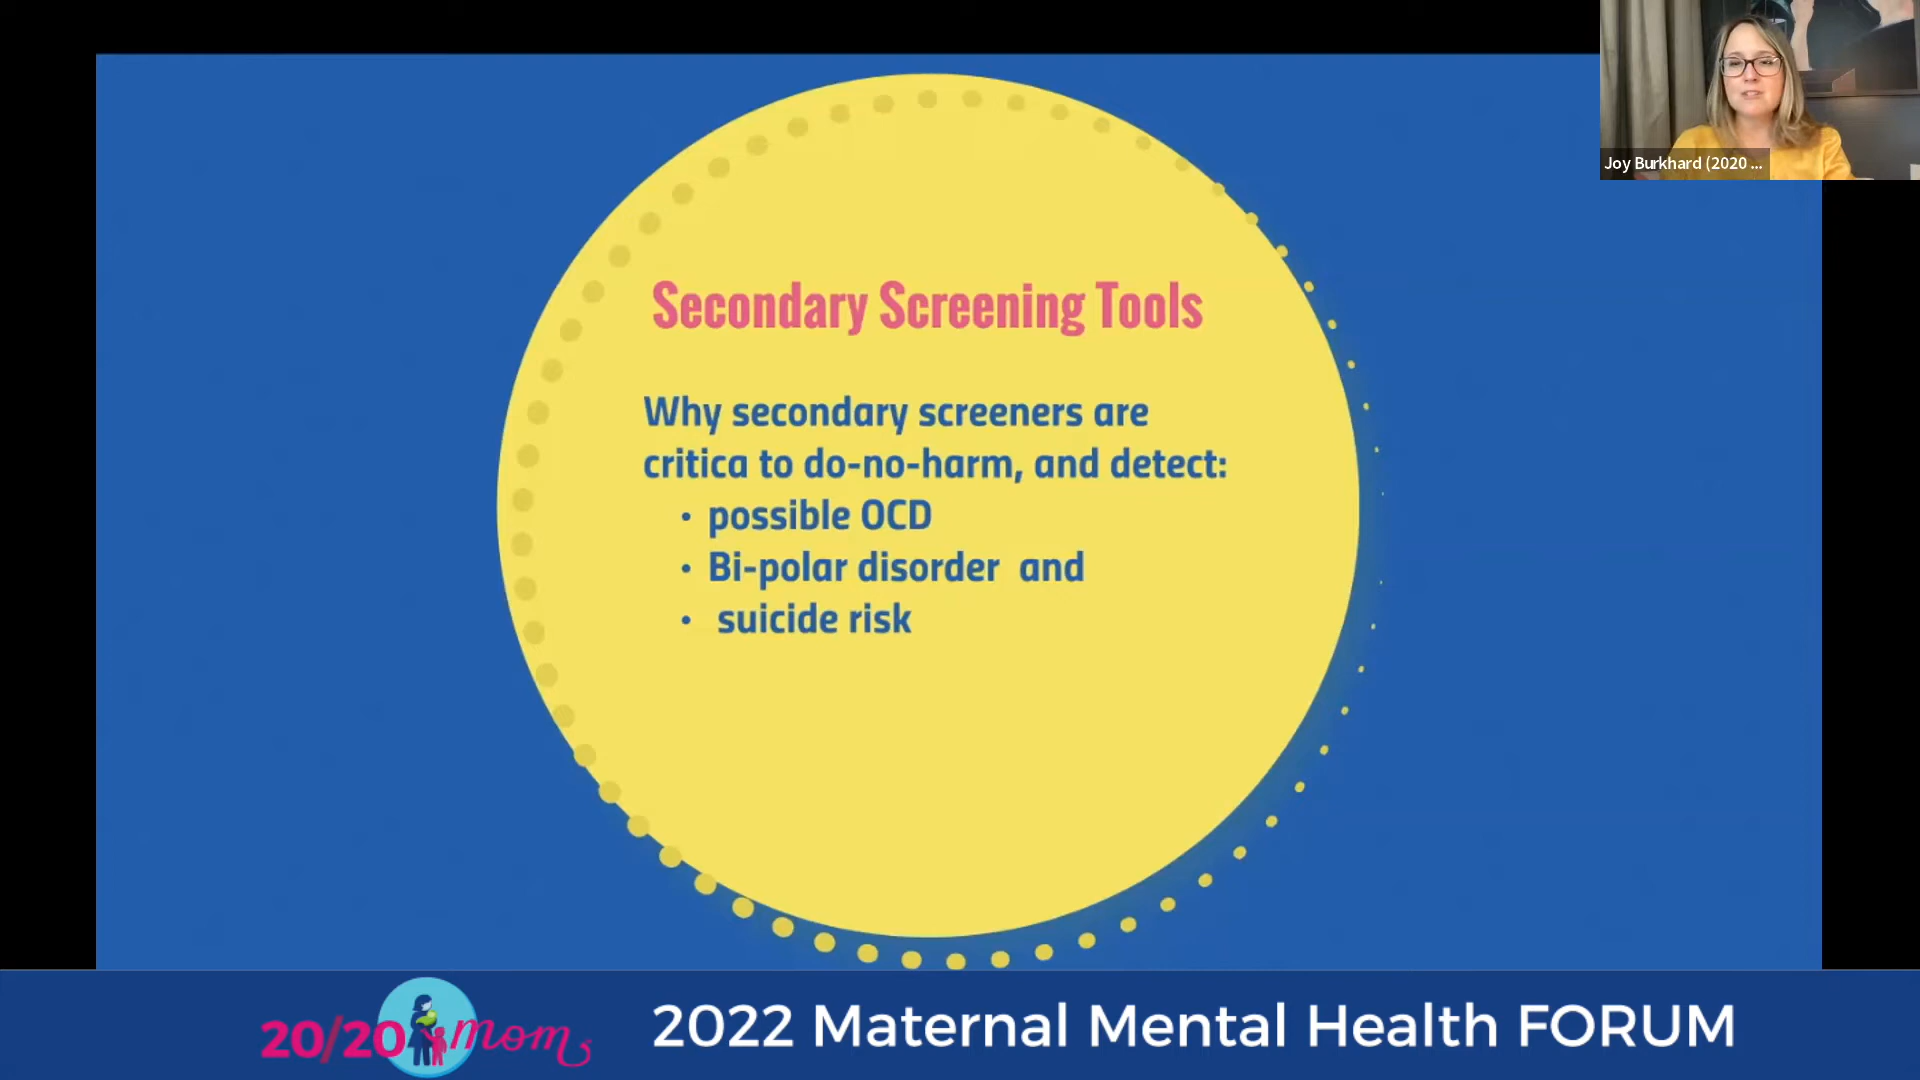 Joy Burkhard (2020 ...
Secondary Screening Tools
Why secondary screeners are
critica to do-no-harm, and detect:
• possible OCD
• Bi-polar disorder and
• suicide risk
20/20 mom
2022 Maternal Mental Health FORUM